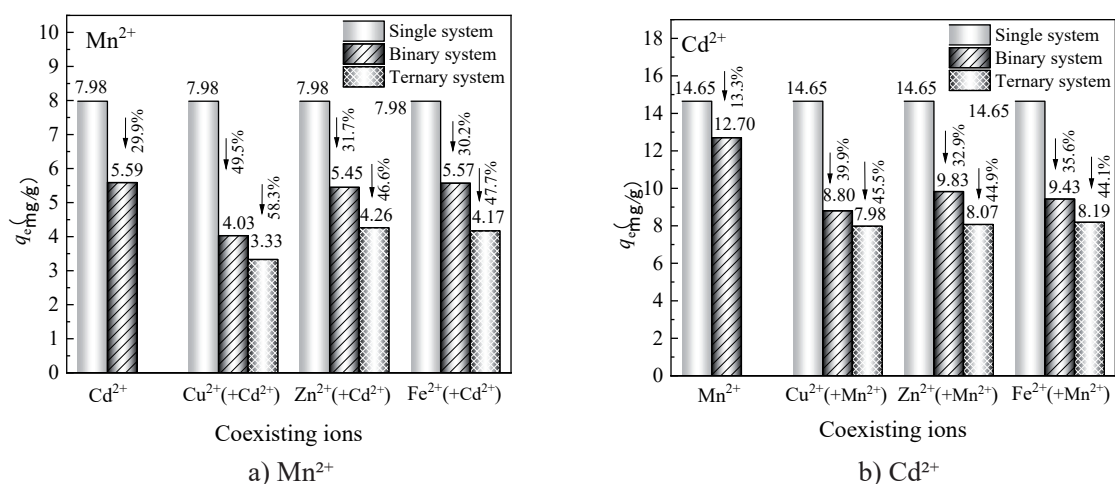 Mn²⁺
Single system
Binary system
Ternary system
7.98
7.98
7.98
7.98
29.9%
49.5%
58.3%
31.7%
46.6%
30.2%
47.7%
5.59
4.03
3.33
5.45
4.26
5.57
4.17
qₑ(mg/g)
10
9
8
7
6
5
4
3
2
1
0
Cd²⁺
Cu²⁺(+Cd²⁺)
Zn²⁺(+Cd²⁺)
Fe²⁺(+Cd²⁺)
Coexisting ions
a) Mn²⁺
Cd²⁺
Single system
Binary system
Ternary system
14.65
14.65
14.65
14.65
13.3%
39.9%
45.5%
32.9%
44.9%
35.6%
44.1%
12.70
8.80
7.98
9.83
8.07
9.43
8.19
qₑ(mg/g)
18
16
14
12
10
8
6
4
2
0
Mn²⁺
Cu²⁺(+Mn²⁺)
Zn²⁺(+Mn²⁺)
Fe²⁺(+Mn²⁺)
Coexisting ions
b) Cd²⁺